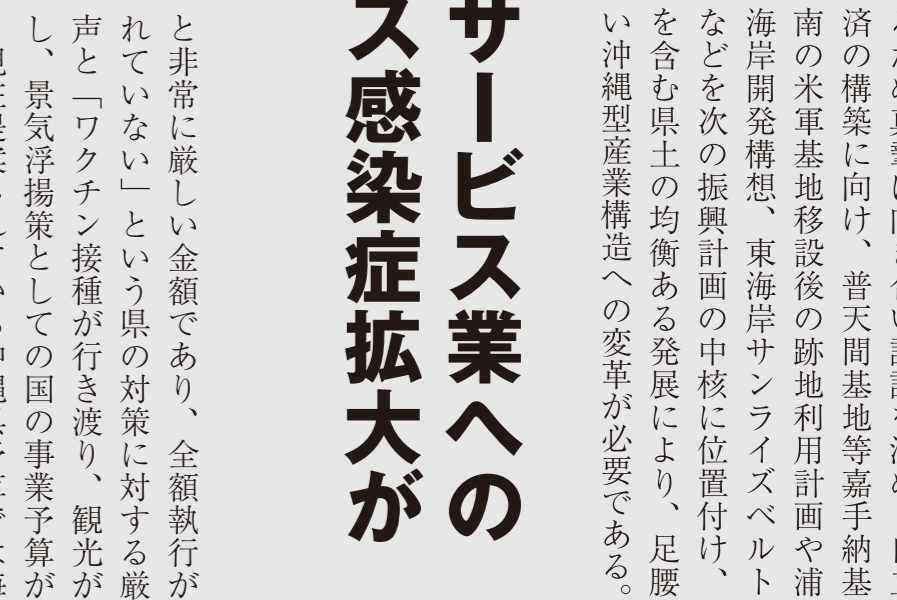 済の構築に向け、普天間基地等嘉手納基
南の米軍基地移設後の跡地利用計画や浦
海岸開発構想、東海岸サンライズベルト
などを次の振興計画の中核に位置付け、
を含む県土の均衡ある発展により、足腰
い沖縄型産業構造への変革が必要である。
サービス業への
ス感染症拡大が
と非常に厳しい金額であり、全額執行が
れていない」という県の対策に対する厳
声と「ワクチン接種が行き渡り、観光が
し、景気浮揚策としての国の事業予算が